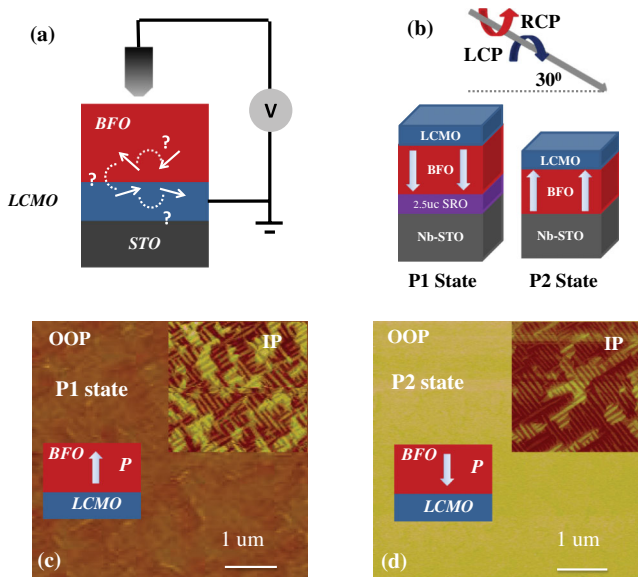 (a)
V
BFO
?
?
?
LCMO
STO
(b)
RCP
LCP
30⁰
LCMO
BFO
2.5uc SRO
Nb-STO
P1 State
LCMO
BFO
Nb-STO
P2 State
OOP
IP
P1 state
BFO
P
LCMO
1 um
(c)
OOP
IP
P2 state
BFO
P
LCMO
1 um
(d)